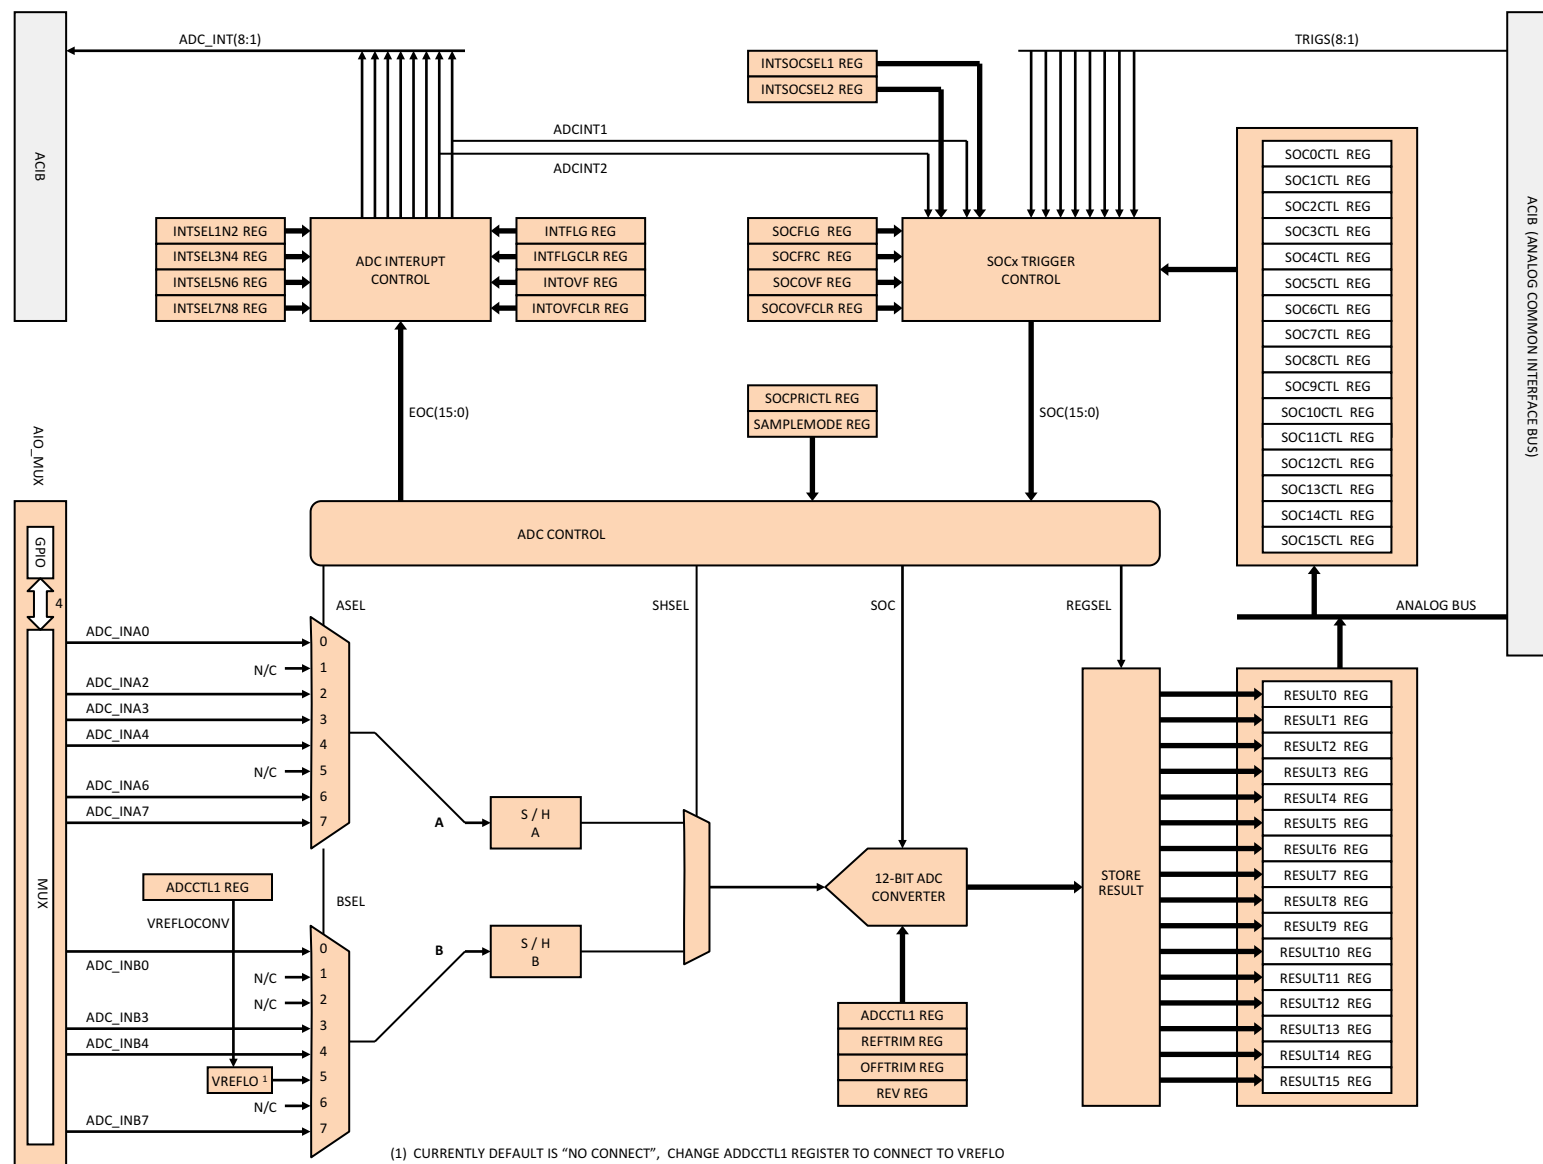 ADC_INT(8:1)
TRIGS(8:1)
INTSOCSEL1 REG
INTSOCSEL2 REG
ACIB
ADCINT1
ADCINT2
INTSEL1N2 REG
INTSEL3N4 REG
INTSEL5N6 REG
INTSEL7N8 REG
ADC INTERUPT
CONTROL
INTFLG REG
INTFLGCLR REG
INTOVF REG
INTOVFCLR REG
SOCFLG REG
SOCFRC REG
SOCOVF REG
SOCOVFCLR REG
SOCx TRIGGER
CONTROL
SOC0CTL REG
SOC1CTL REG
SOC2CTL REG
SOC3CTL REG
SOC4CTL REG
SOC5CTL REG
SOC6CTL REG
SOC7CTL REG
SOC8CTL REG
SOC9CTL REG
SOC10CTL REG
SOC11CTL REG
SOC12CTL REG
SOC13CTL REG
SOC14CTL REG
SOC15CTL REG
ACIB (ANALOG COMMON INTERFACE BUS)
EOC(15:0)
SOCPRICTL REG
SAMPLEMODE REG
SOC(15:0)
AIO_MUX
GPIO
4
MUX
ADC CONTROL
ASEL
SHSEL
SOC
REGSEL
ANALOG BUS
ADC_INA0
N/C
ADC_INA2
ADC_INA3
ADC_INA4
N/C
ADC_INA6
ADC_INA7
0
1
2
3
4
5
6
7
A
S / H
A
ADCCTL1 REG
VREFLOCONV
BSEL
ADC_INB0
N/C
N/C
ADC_INB3
ADC_INB4
VREFLO 1
N/C
ADC_INB7
0
1
2
3
4
5
6
7
B
S / H
B
12-BIT ADC
CONVERTER
ADCCTL1 REG
REFTRIM REG
OFFTRIM REG
REV REG
STORE
RESULT
RESULT0 REG
RESULT1 REG
RESULT2 REG
RESULT3 REG
RESULT4 REG
RESULT5 REG
RESULT6 REG
RESULT7 REG
RESULT8 REG
RESULT9 REG
RESULT10 REG
RESULT11 REG
RESULT12 REG
RESULT13 REG
RESULT14 REG
RESULT15 REG
(1) CURRENTLY DEFAULT IS “NO CONNECT”, CHANGE ADDCCTL1 REGISTER TO CONNECT TO VREFLO